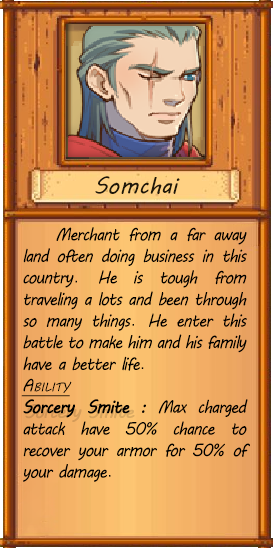 Somchai
Merchant from a far away
land often doing business in this
country. He is tough from
traveling a lots and been through
so many things. He enter this
battle to make him and his family
have a better life.
ABILITY
Sorcery Smite : Max charged
attack have 50% chance to
recover your armor for 50% of
your damage.